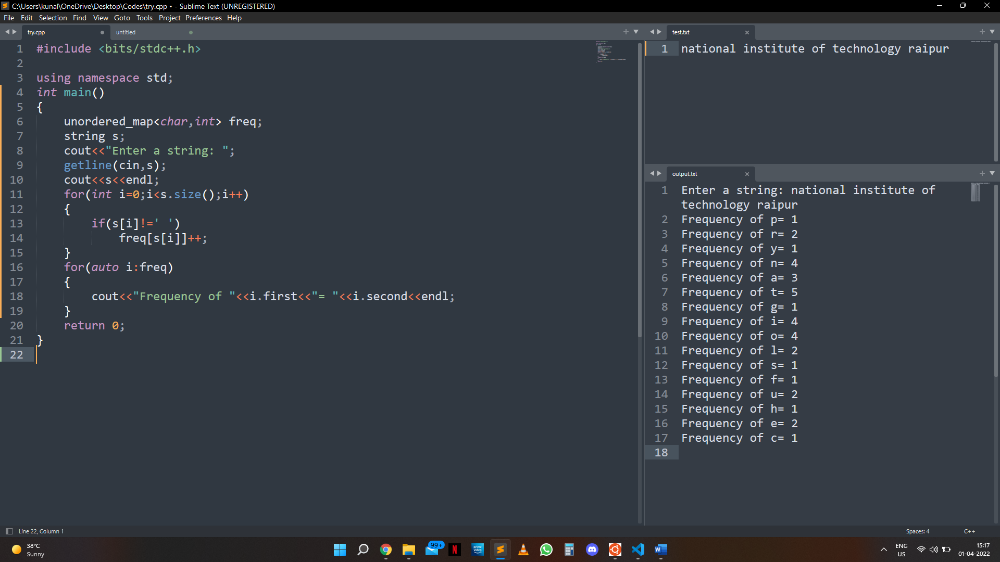 C:\Users\kunal\OneDrive\Desktop\Codes\try.cpp • - Sublime Text (UNREGISTERED)
File Edit Selection Find View Goto Tools Project Preferences Help
try.cpp
untitled
1 #include <bits/stdc++.h>
2
3 using namespace std;
4 int main()
5 {
6 unordered_map<char,int> freq;
7 string s;
8 cout<<"Enter a string: ";
9 getline(cin,s);
10 cout<<s<<endl;
11 for(int i=0;i<s.size();i++)
12 {
13 if(s[i]!=' ')
14 freq[s[i]]++;
15 }
16 for(auto i:freq)
17 {
18 cout<<"Frequency of "<<i.first<<"= "<<i.second<<endl;
19 }
20 return 0;
21 }
22
test.txt
1 national institute of technology raipur
output.txt
1 Enter a string: national institute of
technology raipur
2 Frequency of p= 1
3 Frequency of r= 2
4 Frequency of y= 1
5 Frequency of n= 4
6 Frequency of a= 3
7 Frequency of t= 5
8 Frequency of g= 1
9 Frequency of i= 4
10 Frequency of o= 4
11 Frequency of l= 2
12 Frequency of s= 1
13 Frequency of f= 1
14 Frequency of u= 2
15 Frequency of h= 1
16 Frequency of e= 2
17 Frequency of c= 1
18
Line 22, Column 1
Spaces: 4
C++
38°C
Sunny
99+
N
prime video
W
ENG
US
15:17
01-04-2022